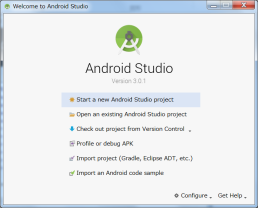 Welcome to Android Studio
Android Studio
Version 3.0.1
Start a new Android Studio project
Open an existing Android Studio project
Check out project from Version Control
Profile or debug APK
Import project (Gradle, Eclipse ADT, etc.)
Import an Android code sample
Configure Get Help